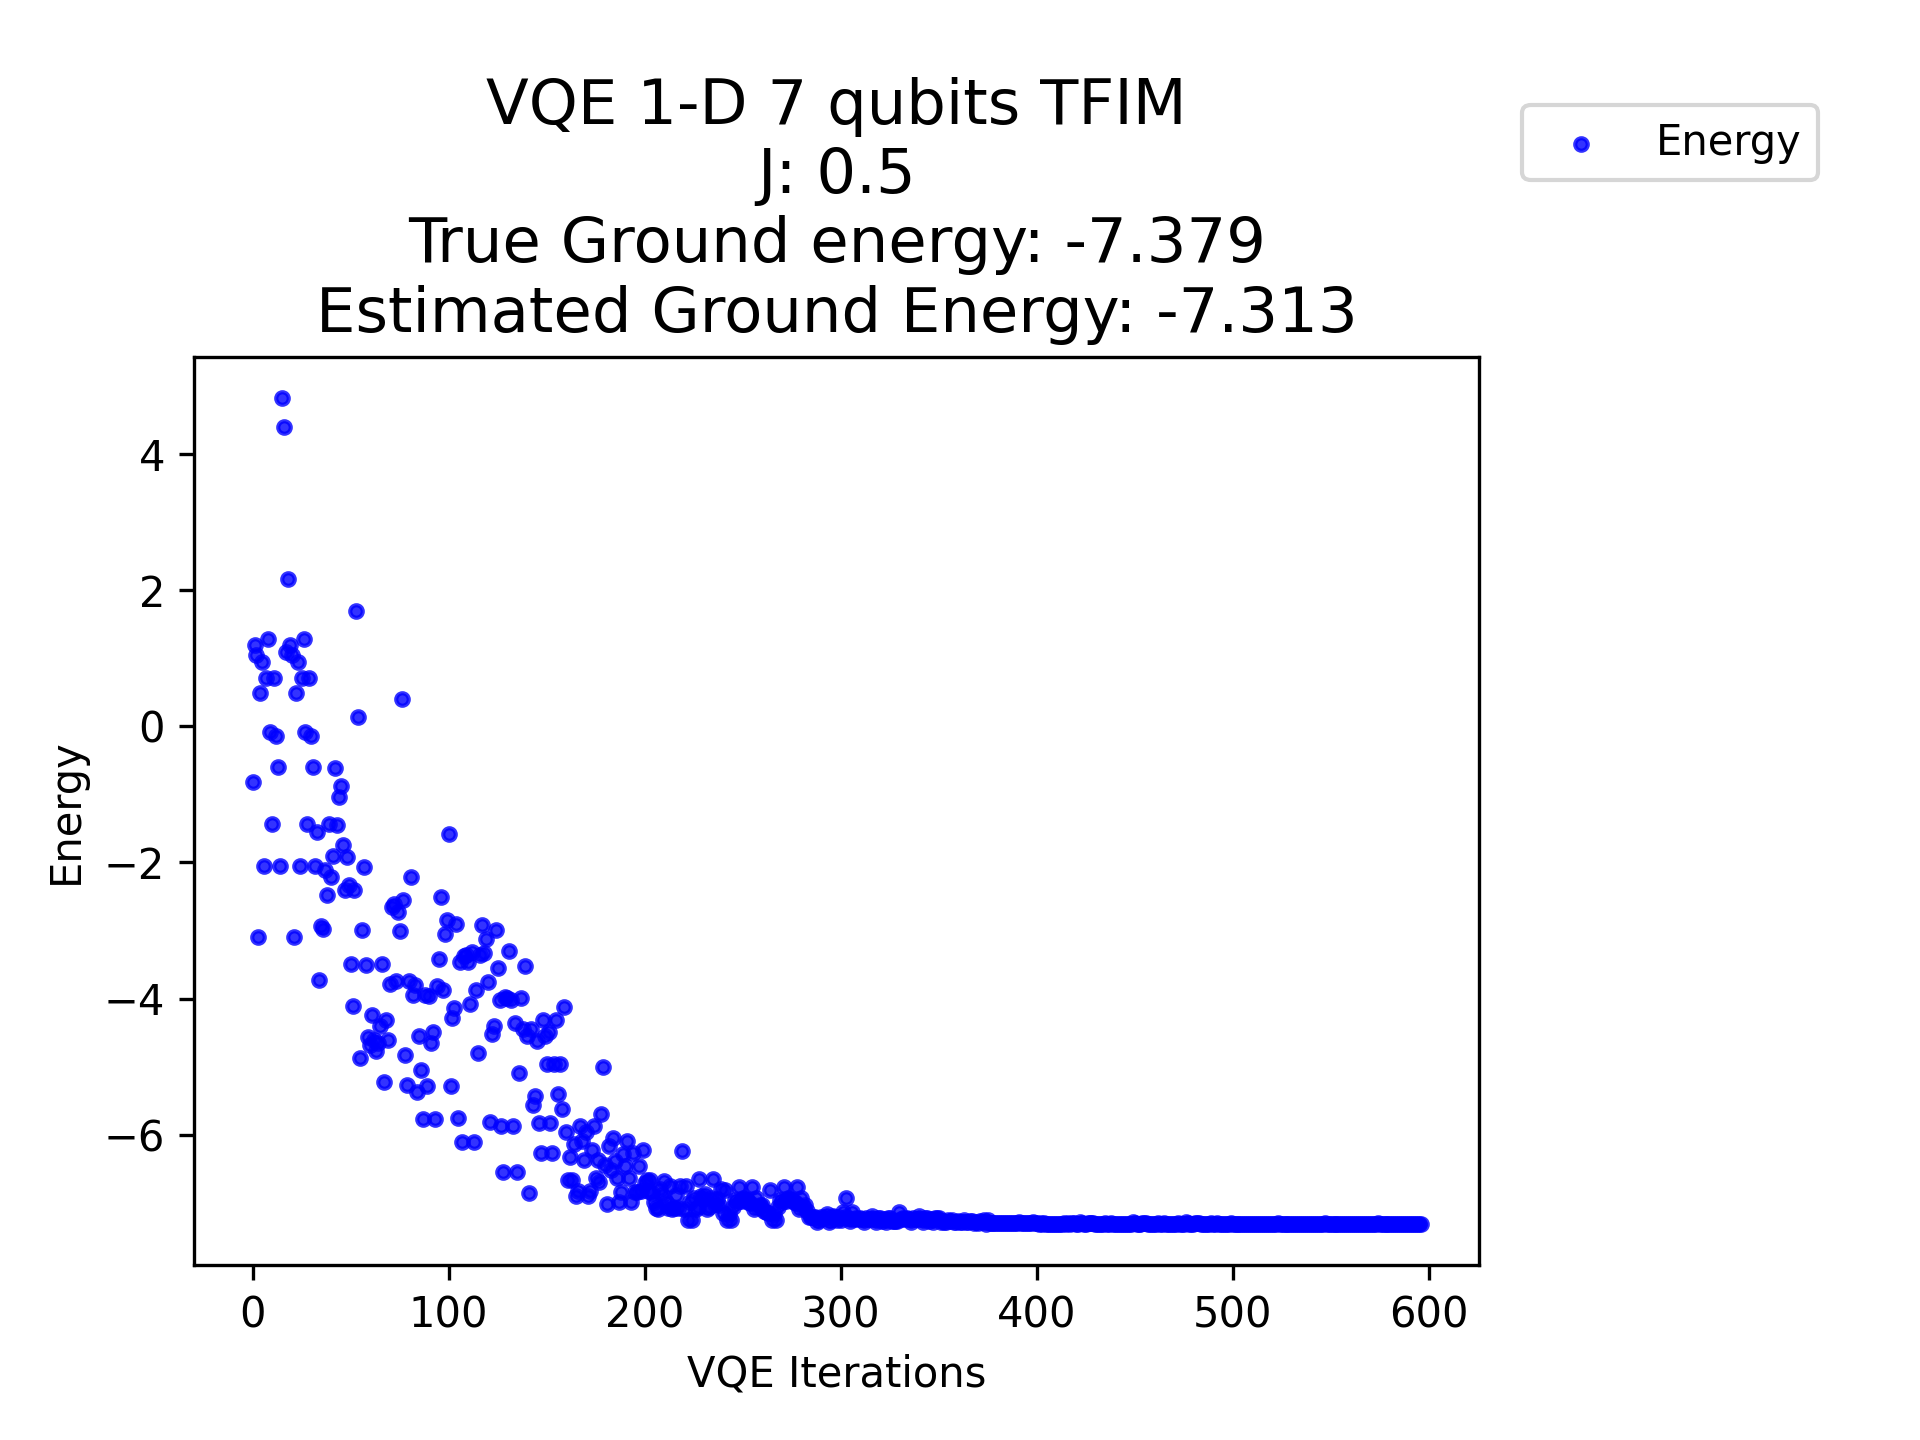 VQE 1-D 7 qubits TFIM
J: 0.5
True Ground energy: -7.379
Estimated Ground Energy: -7.313
Energy
4
2
0
−2
−4
−6
Energy
0 100 200 300 400 500 600
VQE Iterations